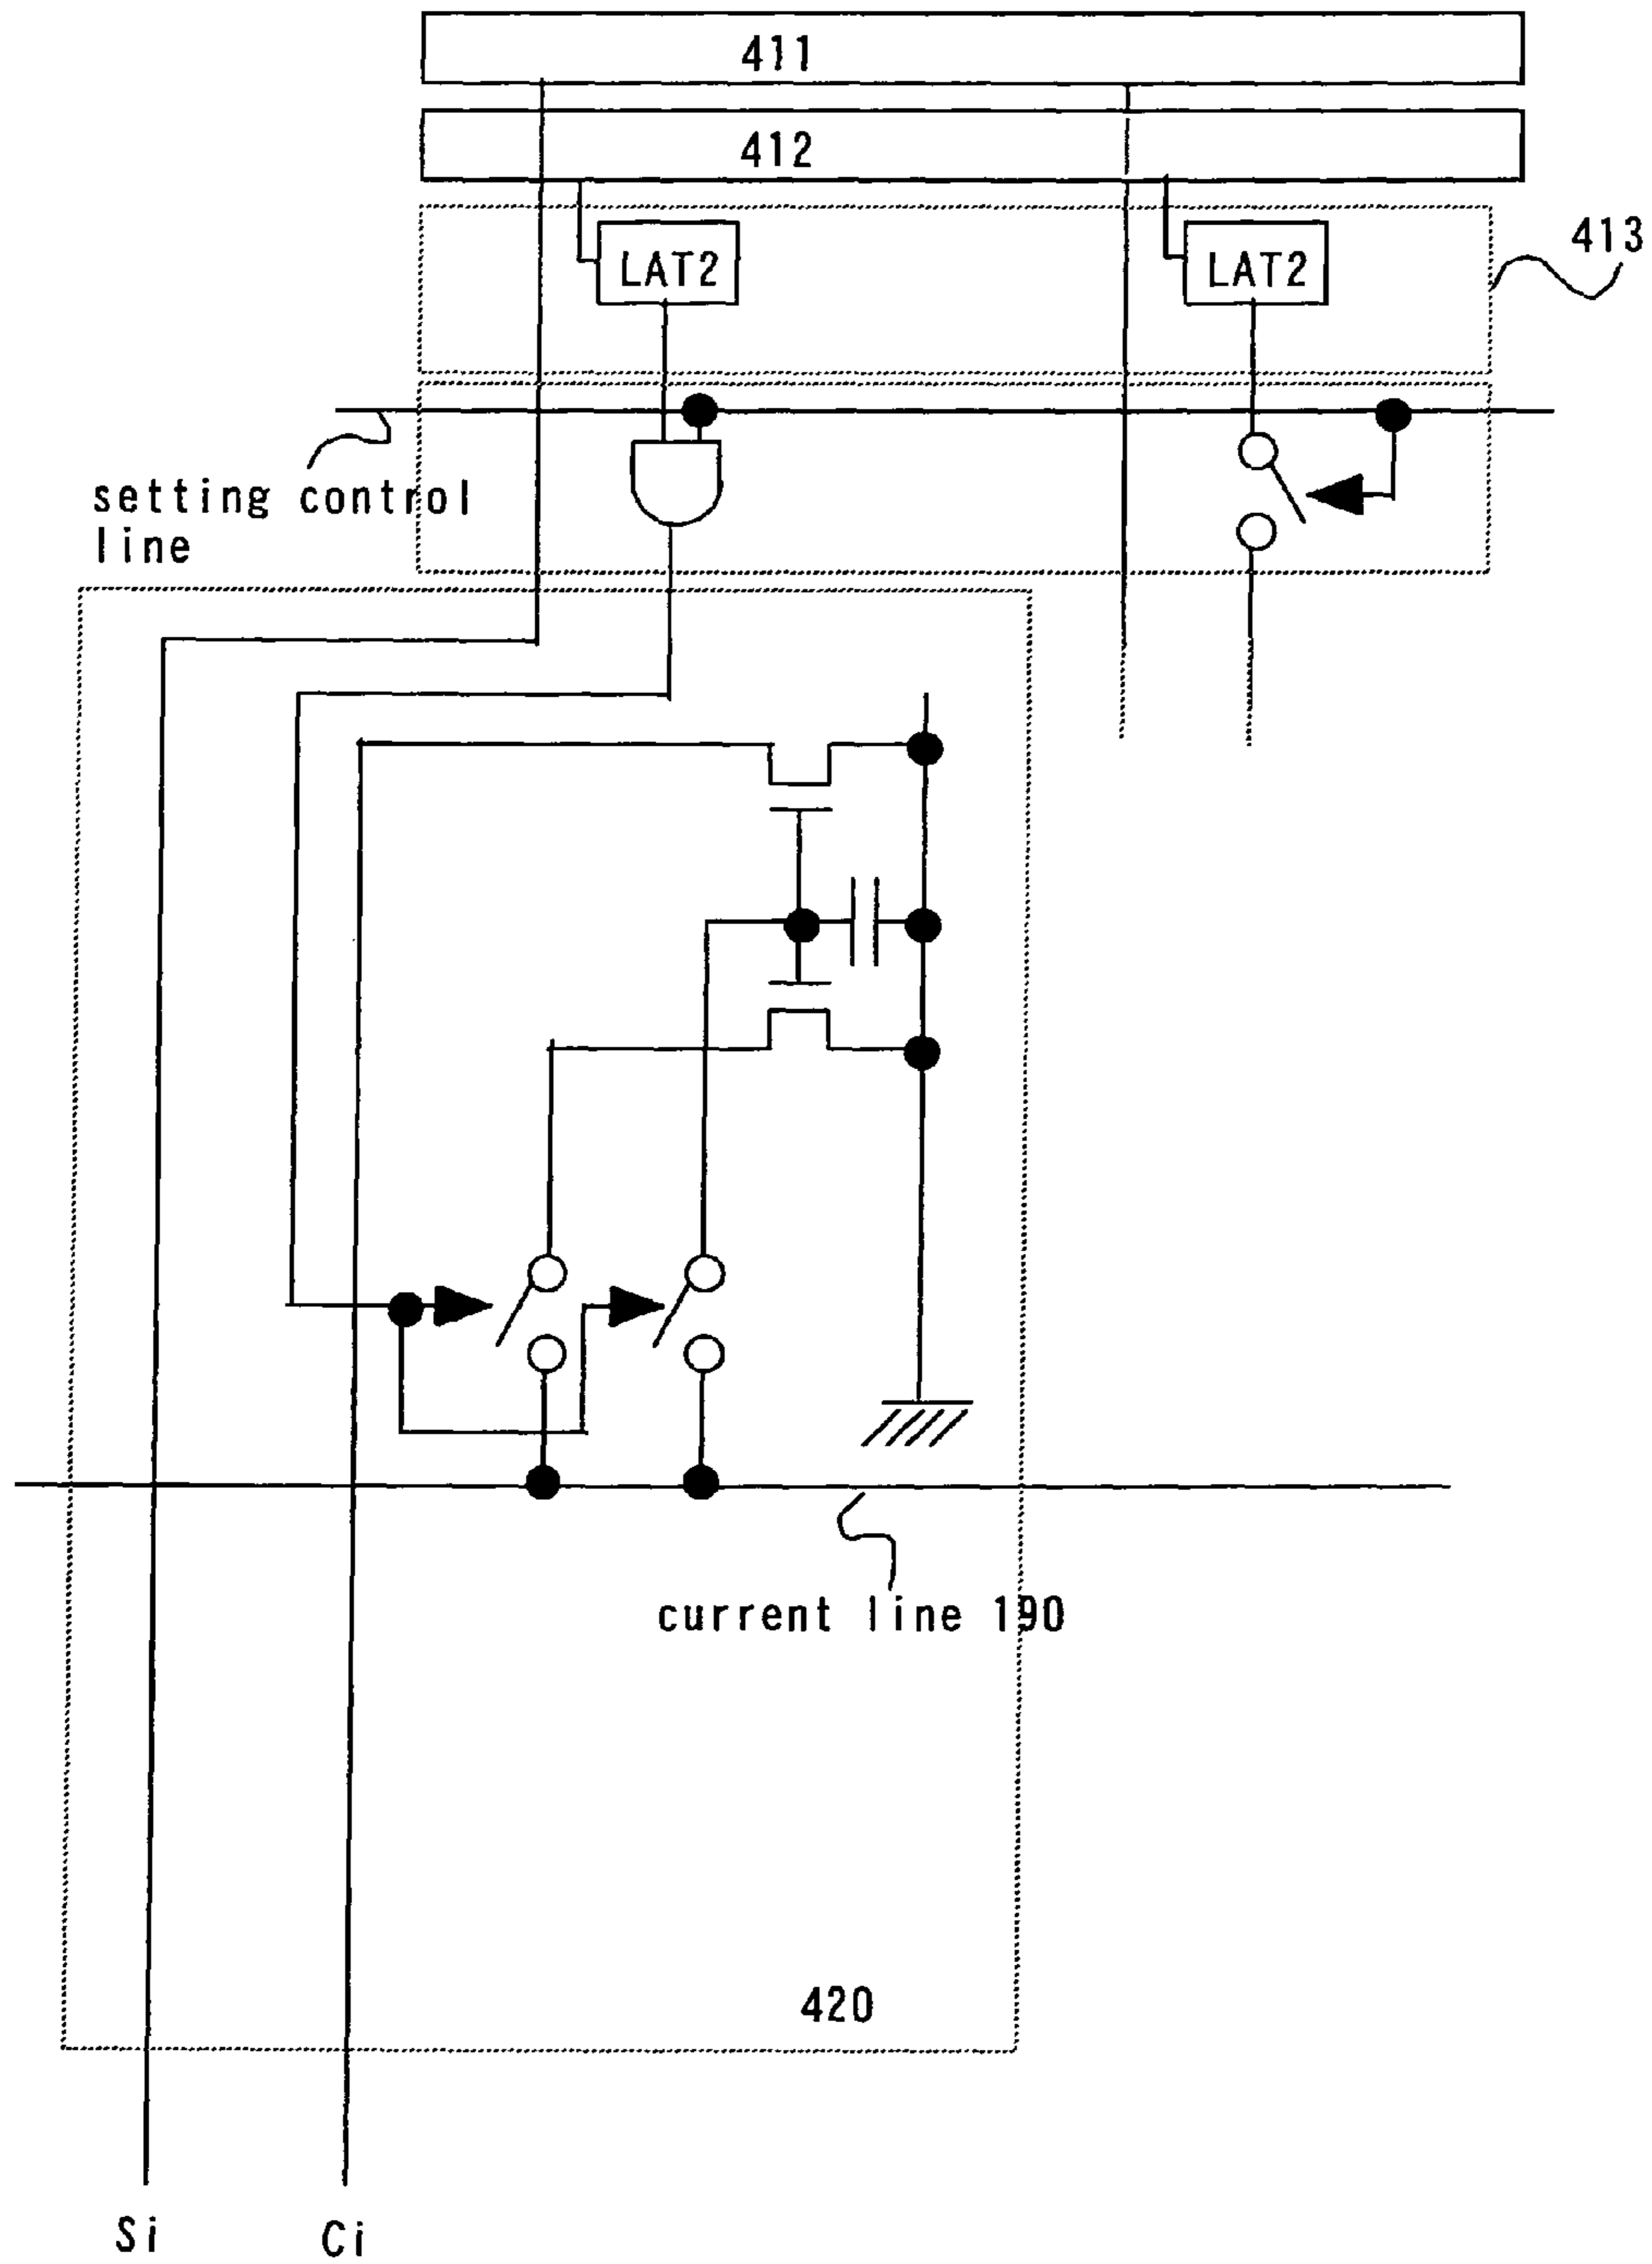 411
412
LAT2
LAT2
413
setting control
line
current line 190
420
Si
Ci